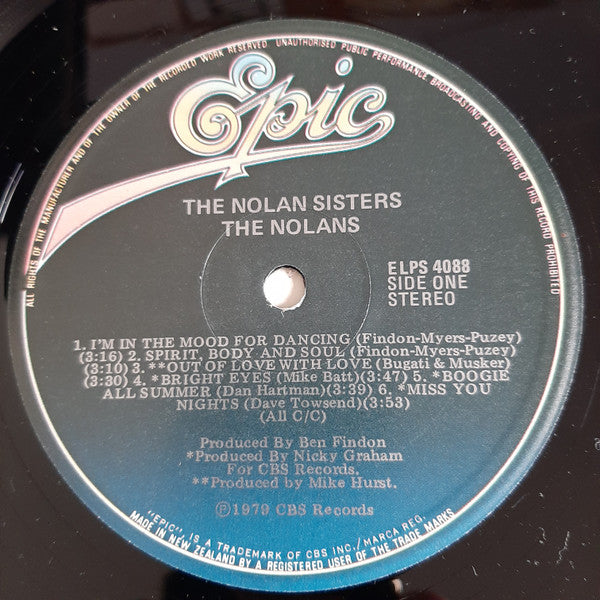 ALL RIGHTS OF THE MANUFACTURER AND OF THE OWNER OF THE RECORDED WORK RESERVED. UNAUTHORISED PUBLIC PERFORMANCE BROADCASTING AND COPYING OF THIS RECORD PROHIBITED
Epic
THE NOLAN SISTERS
THE NOLANS
ELPS 4088
SIDE ONE
STEREO
1. I'M IN THE MOOD FOR DANCING (Findon-Myers-Puzey)
(3:16) 2. SPIRIT, BODY AND SOUL (Findon-Myers-Puzey)
(3:10) 3. **OUT OF LOVE WITH LOVE (Bugati & Musker)
(3:30) 4. *BRIGHT EYES (Mike Batt)(3:47) 5. *BOOGIE
ALL SUMMER (Dan Hartman)(3:39) 6. *MISS YOU
NIGHTS (Dave Towsend)(3:53)
(All C/C)
Produced By Ben Findon
*Produced By Nicky Graham
For CBS Records.
**Produced by Mike Hurst.
Ⓟ1979 CBS Records
"EPIC" IS A TRADEMARK OF CBS INC./MARCA REG.
MADE IN NEW ZEALAND BY A REGISTERED USER OF THE TRADE MARKS